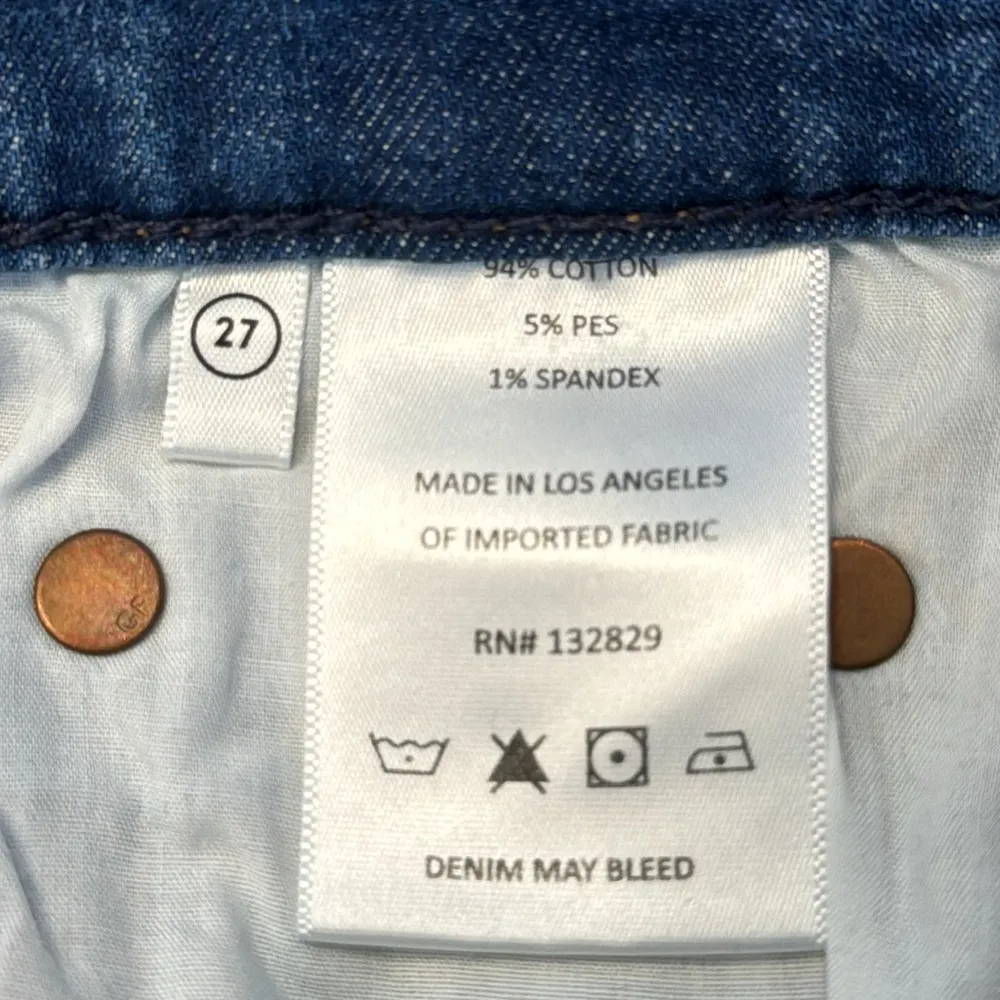 27
94% COTTON
5% PES
1% SPANDEX
MADE IN LOS ANGELES
OF IMPORTED FABRIC
RN# 132829
DENIM MAY BLEED